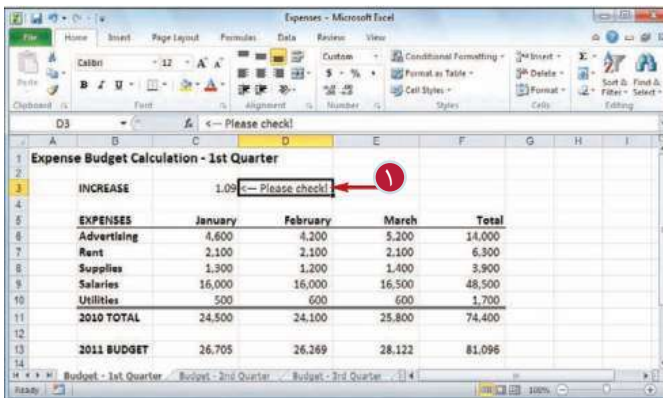 Expenses - Microsoft Excel
File Home Insert Page Layout Formulas Data Review View
Calibri 12 A A Custom Conditional Formatting Insert Σ
Paste B I U A $ % , Format as Table Delete Sort & Find &
Cell Styles Format Filter Select
Clipboard Font Alignment Number Styles Cells Editing
D3 fx <— Please check!
A B C D E F G H I
1 Expense Budget Calculation - 1st Quarter
2
3 INCREASE 1.09 <— Please check! ١
4
5 EXPENSES January February March Total
6 Advertising 4,600 4,200 5,200 14,000
7 Rent 2,100 2,100 2,100 6,300
8 Supplies 1,300 1,200 1,400 3,900
9 Salaries 16,000 16,000 16,500 48,500
10 Utilities 500 600 600 1,700
11 2010 TOTAL 24,500 24,100 25,800 74,400
12
13 2011 BUDGET 26,705 26,269 28,122 81,096
14
Budget - 1st Quarter Budget - 2nd Quarter Budget - 3rd Quarter
Ready 100%